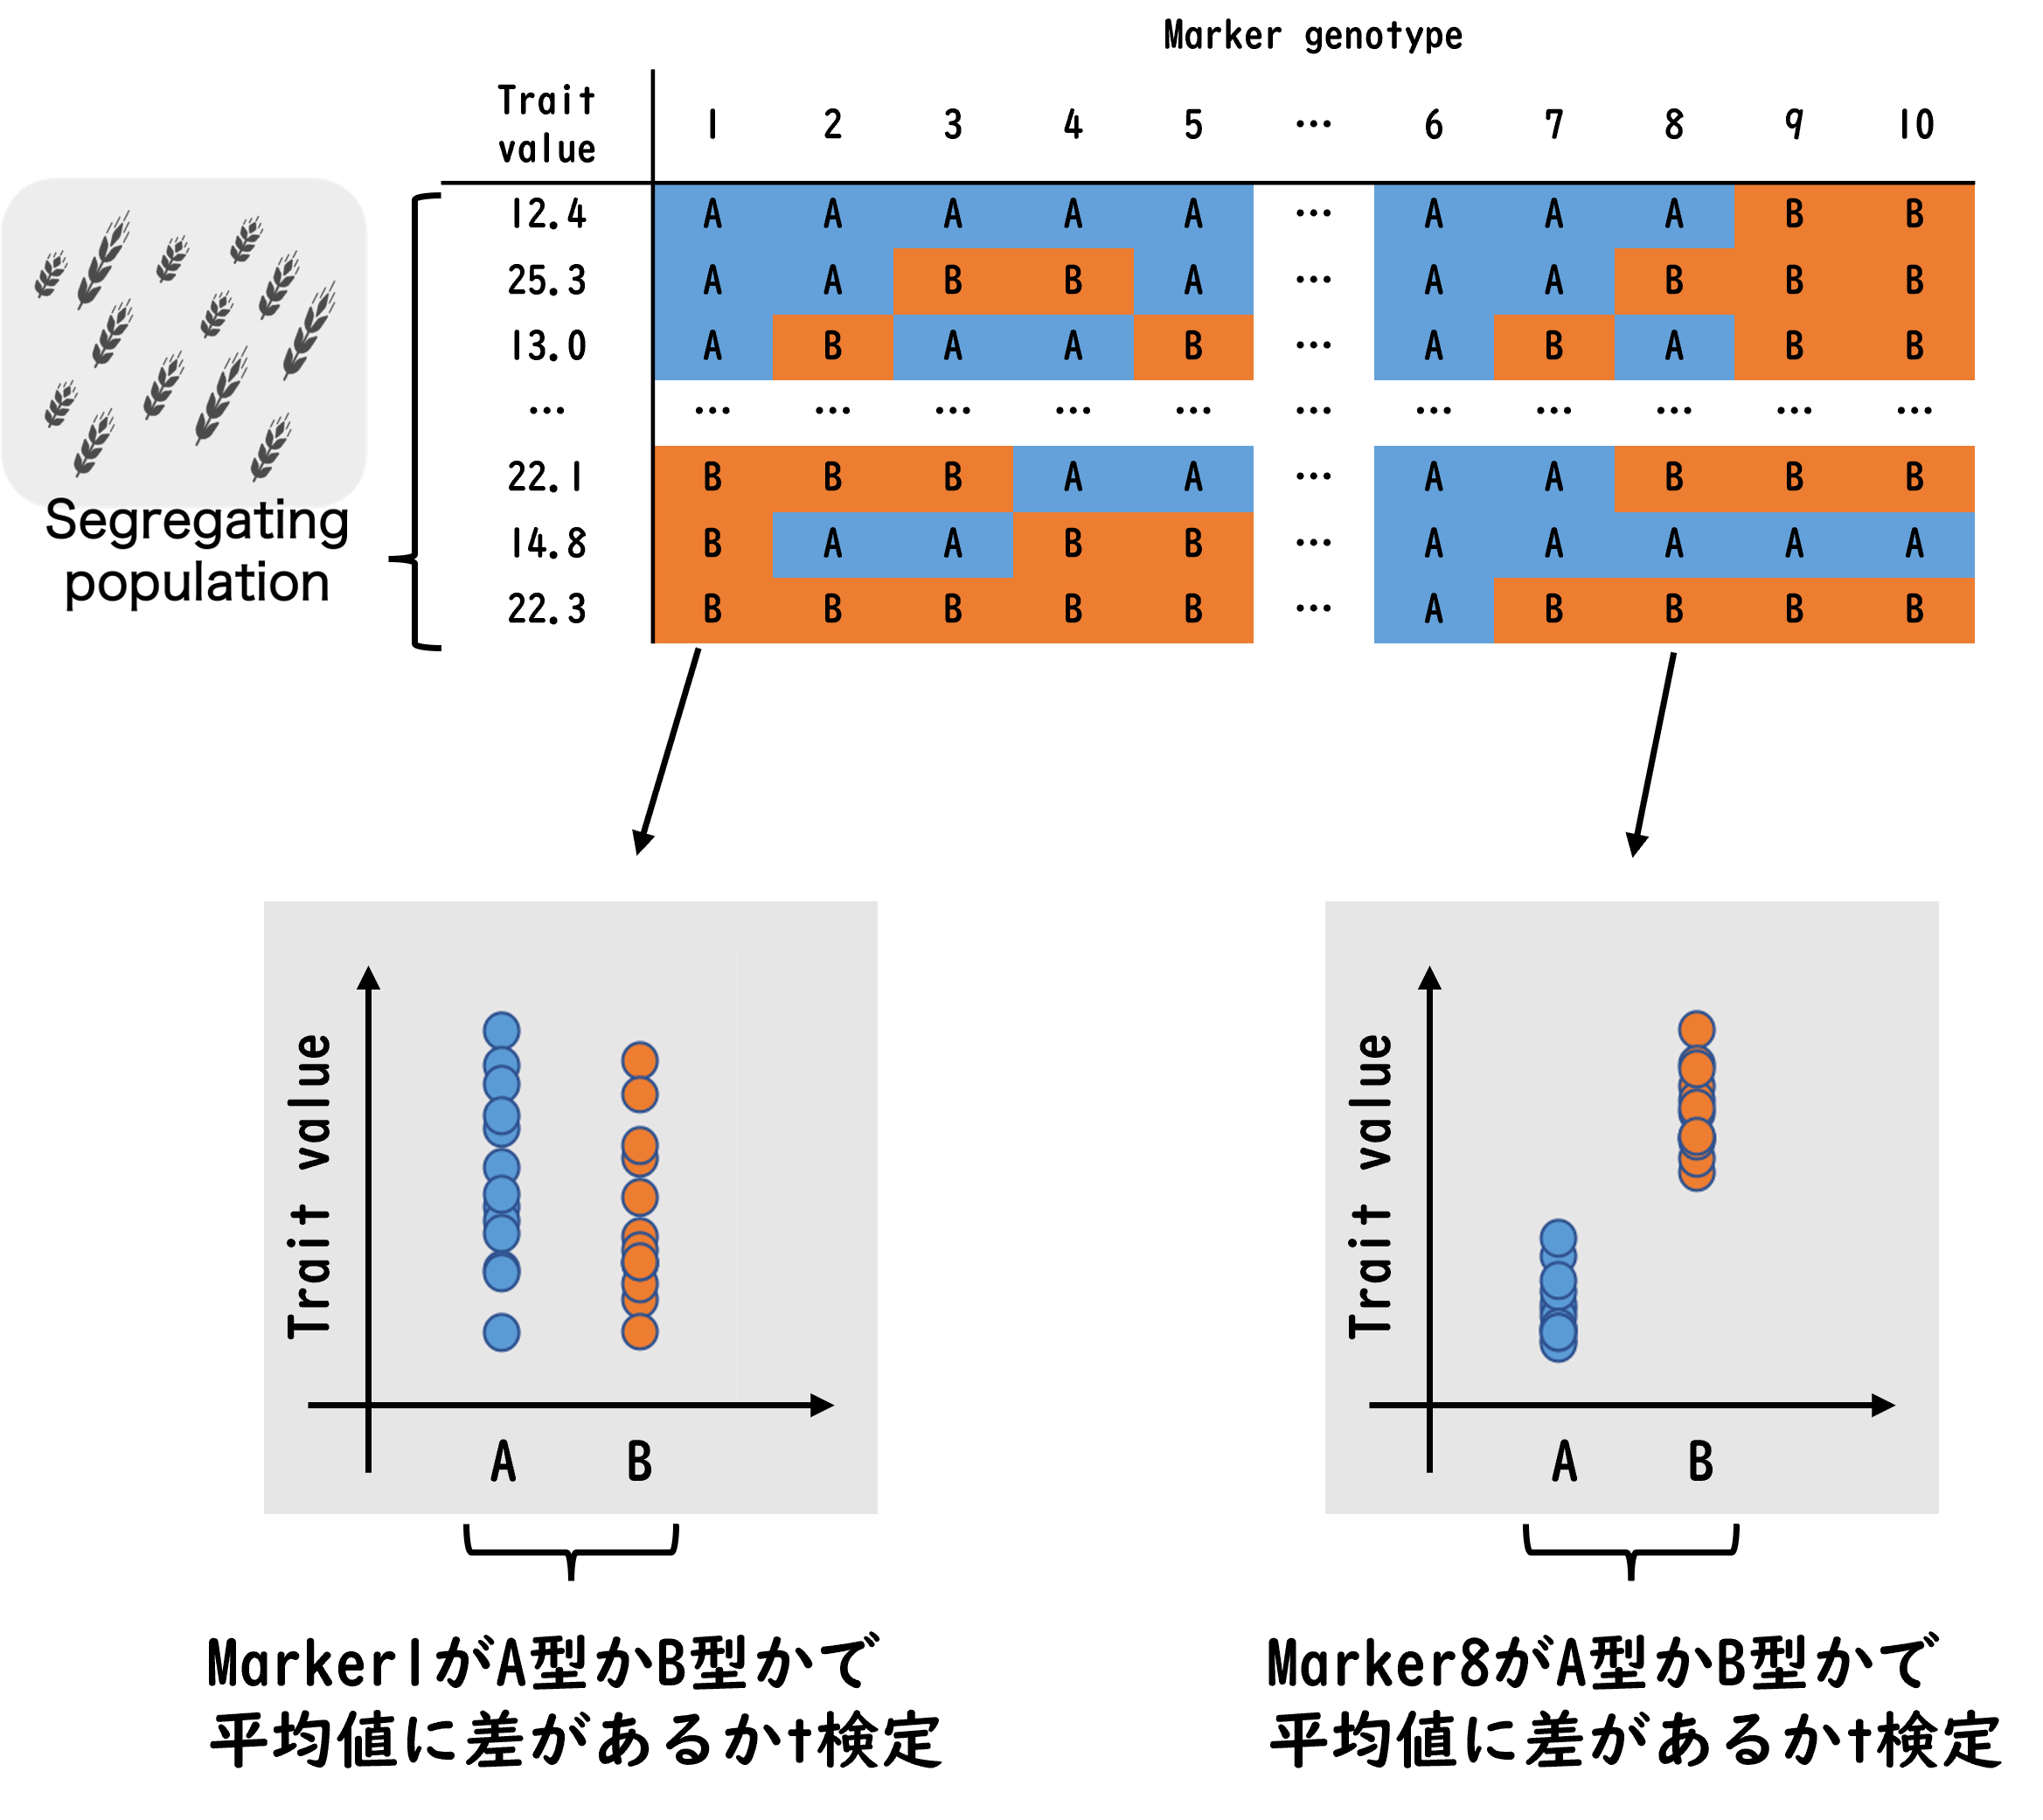 Marker genotype
Trait
value
1 2 3 4 5 … 6 7 8 9 10
12.4 A A A A A … A A A B B
25.3 A A B B A … A A B B B
13.0 A B A A B … A B A B B
… … … … … … … … … … … …
22.1 B B B A A … A A B B B
14.8 B A A B B … A A A A A
22.3 B B B B B … A B B B B
Segregating
population
Trait value
A B
Trait value
A B
Marker1がA型かB型かで
平均値に差があるかt検定
Marker8がA型かB型かで
平均値に差があるかt検定